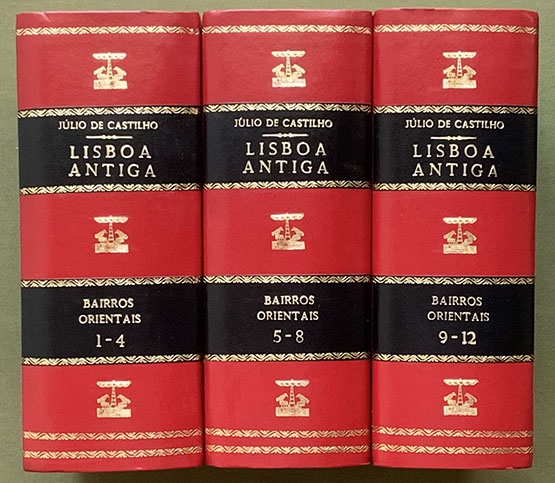 JÚLIO DE CASTILHO
LISBOA
ANTIGA
BAIRROS
ORIENTAIS
1-4
JÚLIO DE CASTILHO
LISBOA
ANTIGA
BAIRROS
ORIENTAIS
5-8
JÚLIO DE CASTILHO
LISBOA
ANTIGA
BAIRROS
ORIENTAIS
9-12